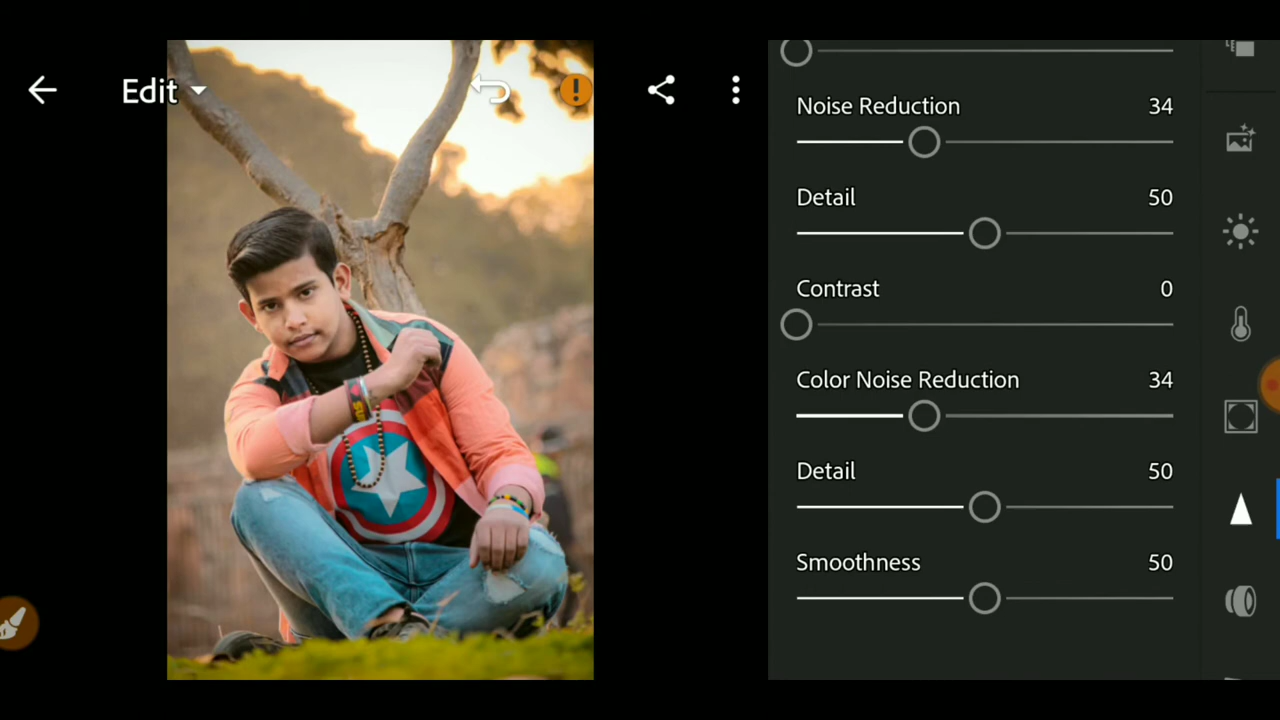 Edit
Noise Reduction 34
Detail 50
Contrast 0
Color Noise Reduction 34
Detail 50
Smoothness 50